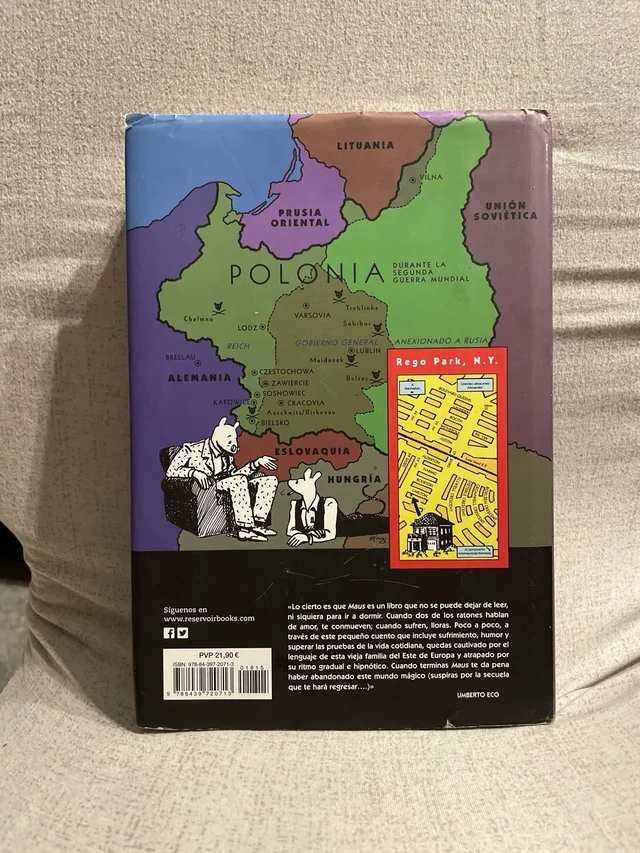 LITUANIA
VILNA
PRUSIA
ORIENTAL
UNIÓN
SOVIÉTICA
POLONIA
DURANTE LA
SEGUNDA
GUERRA MUNDIAL
Chelmno
Treblinka
VARSOVIA
Sobibor
LODZ
REICH
GOBIERNO GENERAL
ANEXIONADO A RUSIA
LUBLIN
BRESLAU
Maidanek
ALEMANIA
CZESTOCHOWA
Belzec
ZAWIERCIE
SOSNOWIEC
KATOWICE
CRACOVIA
Auschwitz/Birkenau
BIELSKO
ESLOVAQUIA
HUNGRÍA
Rego Park, N.Y.
Síguenos en
www.reservoirbooks.com
PVP 21,90 €
ISBN: 978-84-397-2071-3
01815
9 788439 720713
«Lo cierto es que Maus es un libro que no se puede dejar de leer,
ni siquiera para ir a dormir. Cuando dos de los ratones hablan
de amor, te conmueven; cuando sufren, lloras. Poco a poco, a
través de este pequeño cuento que incluye sufrimiento, humor y
superar las pruebas de la vida cotidiana, quedas cautivado por el
lenguaje de esta vieja familia del Este de Europa y atrapado por
su ritmo gradual e hipnótico. Cuando terminas Maus te da pena
haber abandonado este mundo mágico (suspiras por la secuela
que te hará regresar....)»
UMBERTO ECO